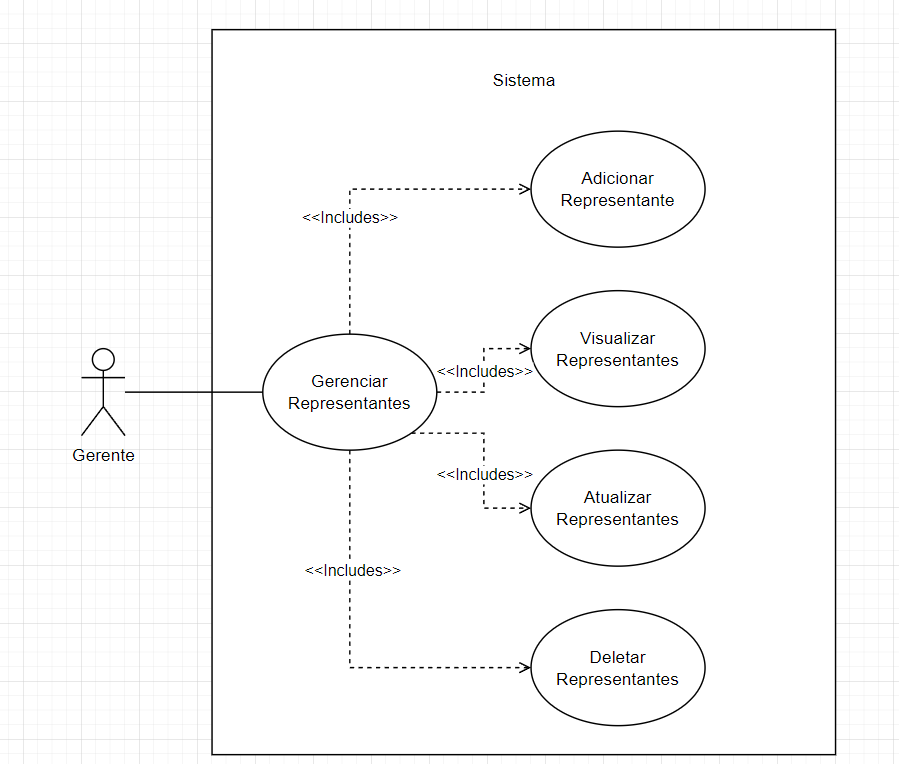 Sistema
Adicionar
Representante
<<Includes>>
Visualizar
Representantes
<<Includes>>
Gerenciar
Representantes
Gerente
<<Includes>>
Atualizar
Representantes
<<Includes>>
Deletar
Representantes